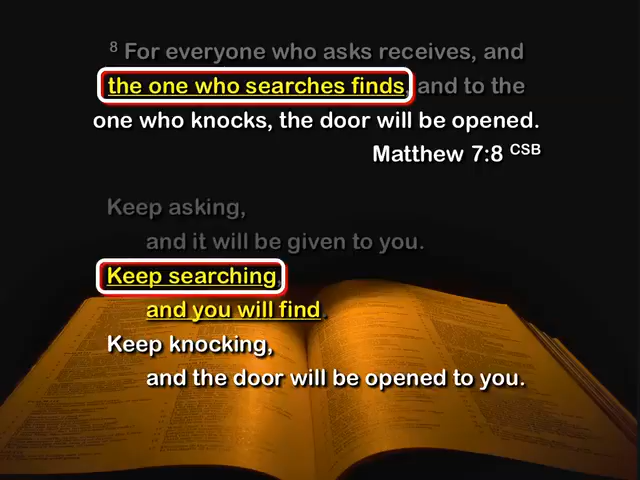 8 For everyone who asks receives, and
the one who searches finds, and to the
one who knocks, the door will be opened.
Matthew 7:8 CSB
Keep asking,
and it will be given to you.
Keep searching,
and you will find.
Keep knocking,
and the door will be opened to you.